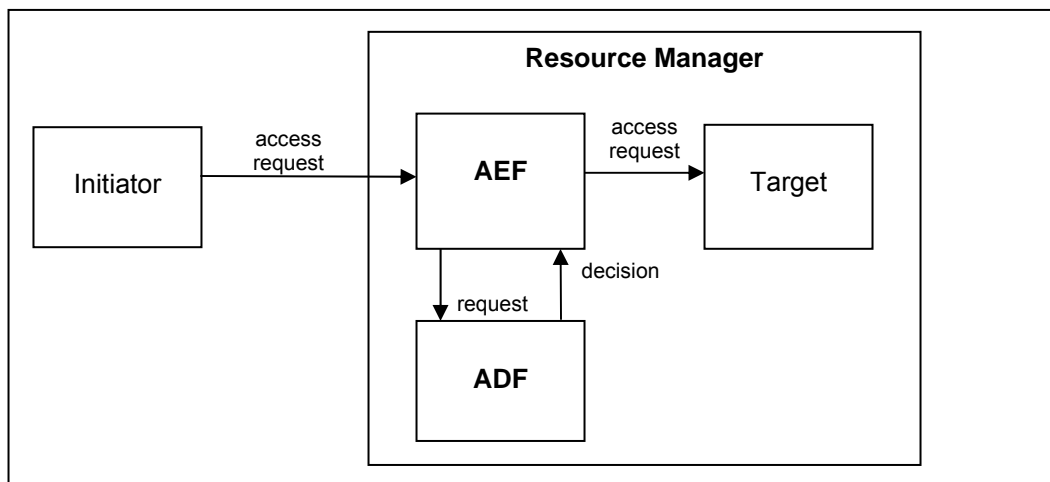 Resource Manager
Initiator
access
request
AEF
access
request
Target
request
decision
ADF